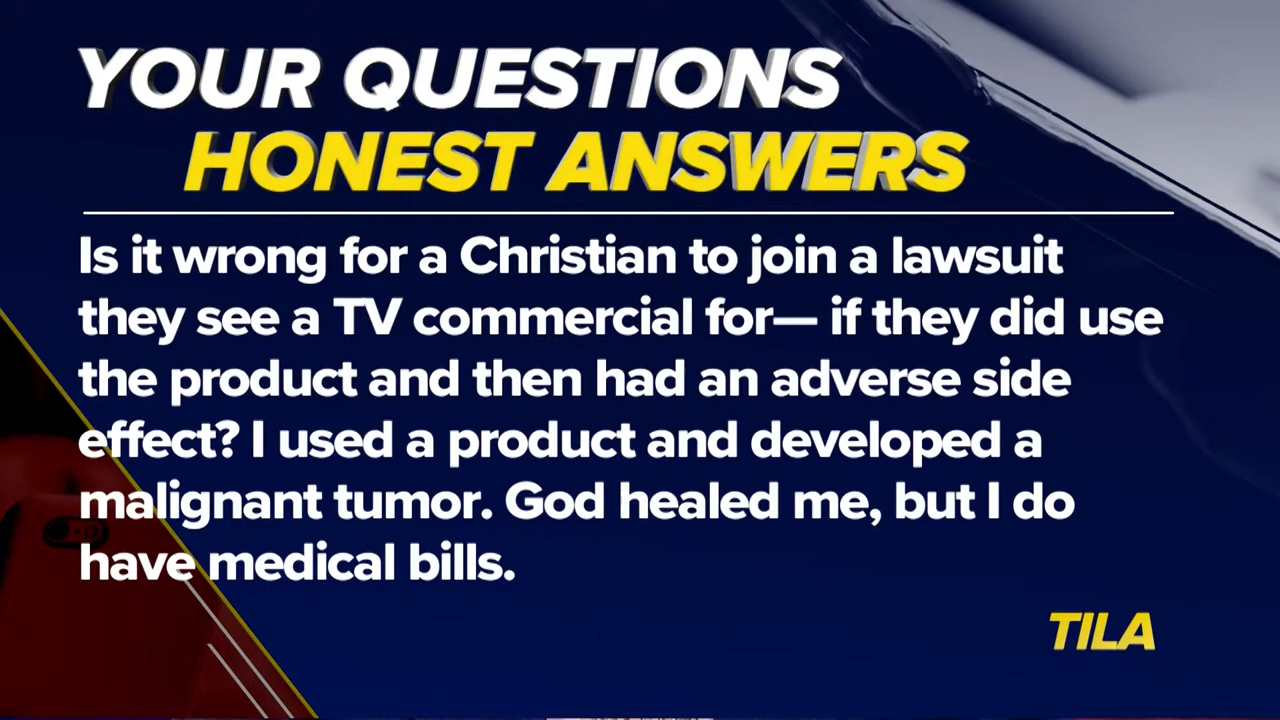 YOUR QUESTIONS
HONEST ANSWERS
Is it wrong for a Christian to join a lawsuit
they see a TV commercial for— if they did use
the product and then had an adverse side
effect? I used a product and developed a
malignant tumor. God healed me, but I do
have medical bills.
TILA